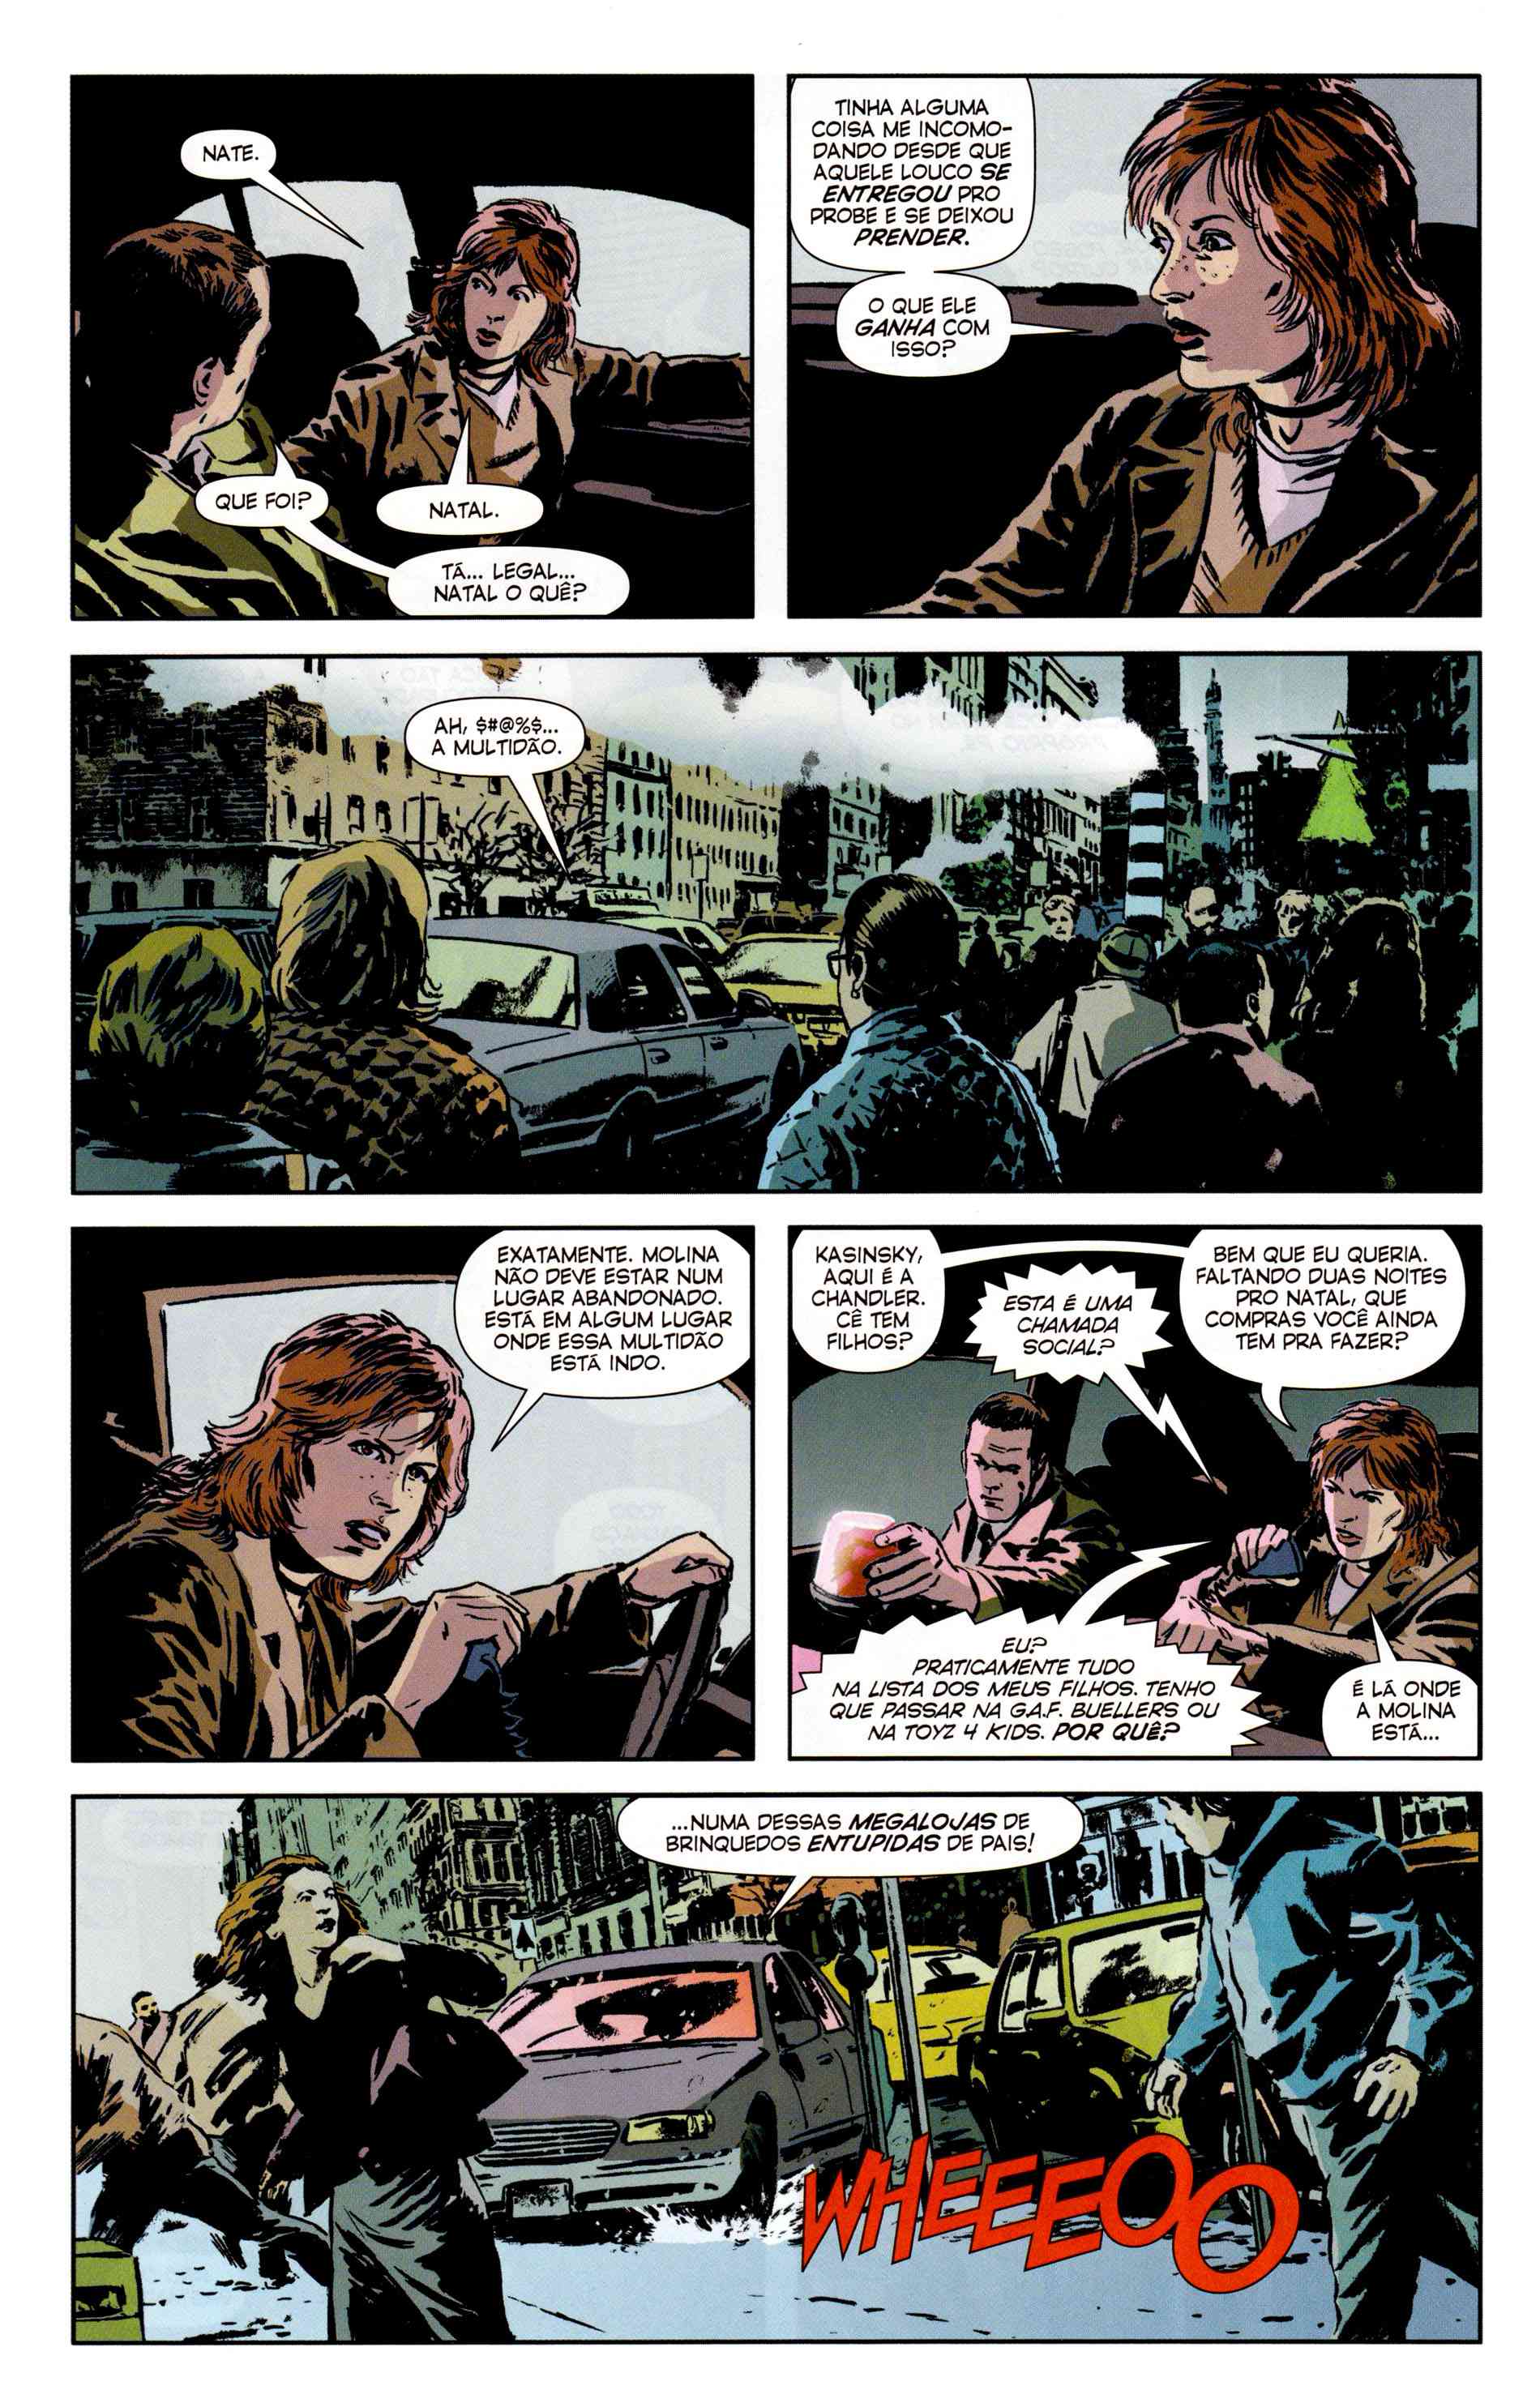 NATE.
QUE FOI?
NATAL.
TÁ... LEGAL...
NATAL O QUÊ?
TINHA ALGUMA
COISA ME INCOMO-
DANDO DESDE QUE
AQUELE LOUCO SE
ENTREGOU PRO
PROBE E SE DEIXOU
PRENDER.
O QUE ELE
GANHA COM
ISSO?
AH, $#@%$...
A MULTIDÃO.
EXATAMENTE. MOLINA
NÃO DEVE ESTAR NUM
LUGAR ABANDONADO.
ESTÁ EM ALGUM LUGAR
ONDE ESSA MULTIDÃO
ESTÁ INDO.
KASINSKY,
AQUI É A
CHANDLER.
CÊ TEM
FILHOS?
ESTA É UMA
CHAMADA
SOCIAL?
BEM QUE EU QUERIA.
FALTANDO DUAS NOITES
PRO NATAL, QUE
COMPRAS VOCÊ AINDA
TEM PRA FAZER?
EU?
PRATICAMENTE TUDO
NA LISTA DOS MEUS FILHOS. TENHO
QUE PASSAR NA G.A.F. BUELLERS OU
NA TOYZ 4 KIDS. POR QUÊ?
É LÁ ONDE
A MOLINA
ESTÁ...
...NUMA DESSAS MEGALOJAS DE
BRINQUEDOS ENTUPIDAS DE PAIS!
WHEEEOO